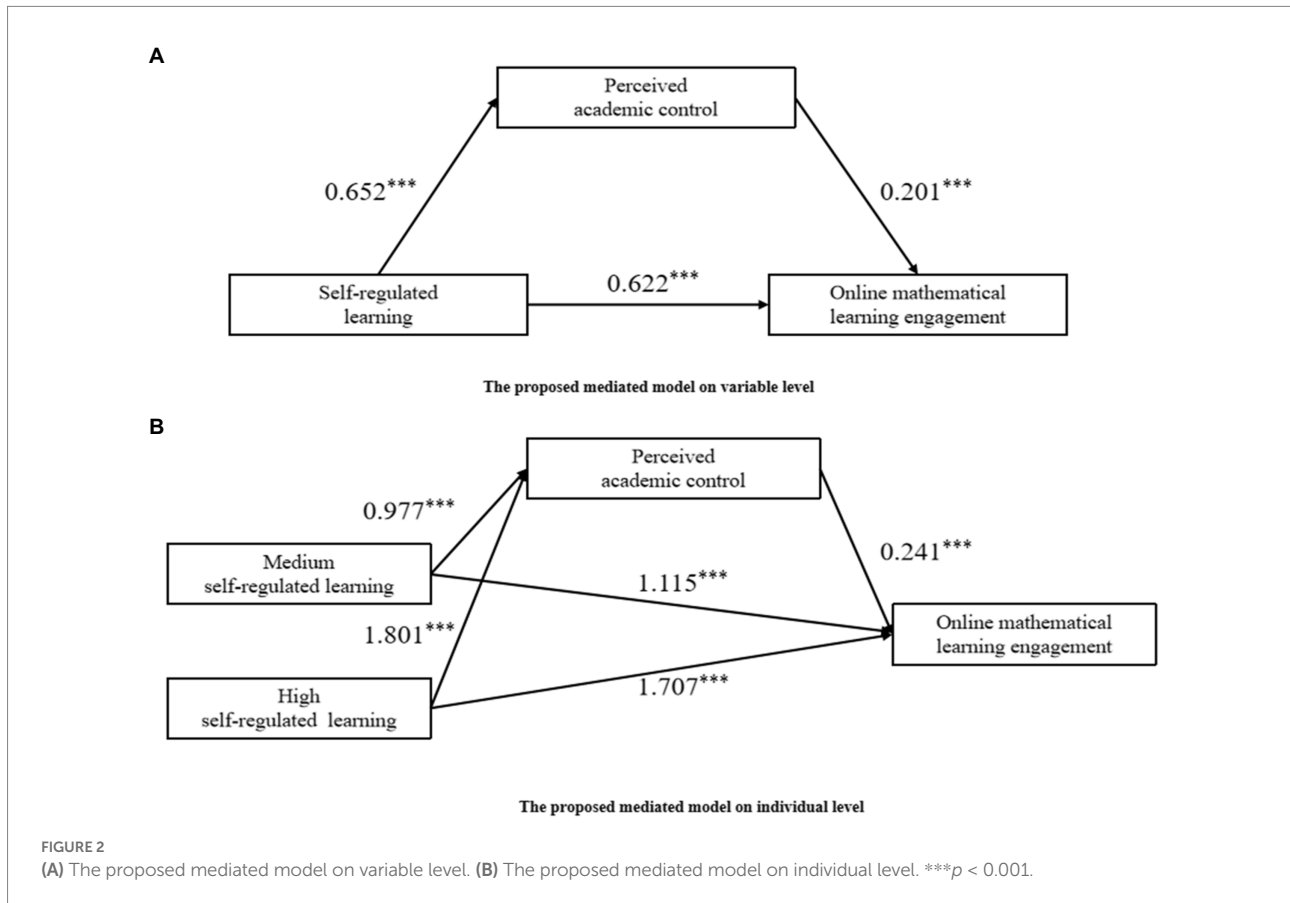 A
Perceived
academic control
0.652***
0.201***
Self-regulated
learning
0.622***
Online mathematical
learning engagement
The proposed mediated model on variable level
B
Perceived
academic control
0.977***
0.241***
Medium
self-regulated learning
1.115***
Online mathematical
learning engagement
1.801***
High
self-regulated learning
1.707***
The proposed mediated model on individual level
FIGURE 2
(A) The proposed mediated model on variable level. (B) The proposed mediated model on individual level. ***p < 0.001.